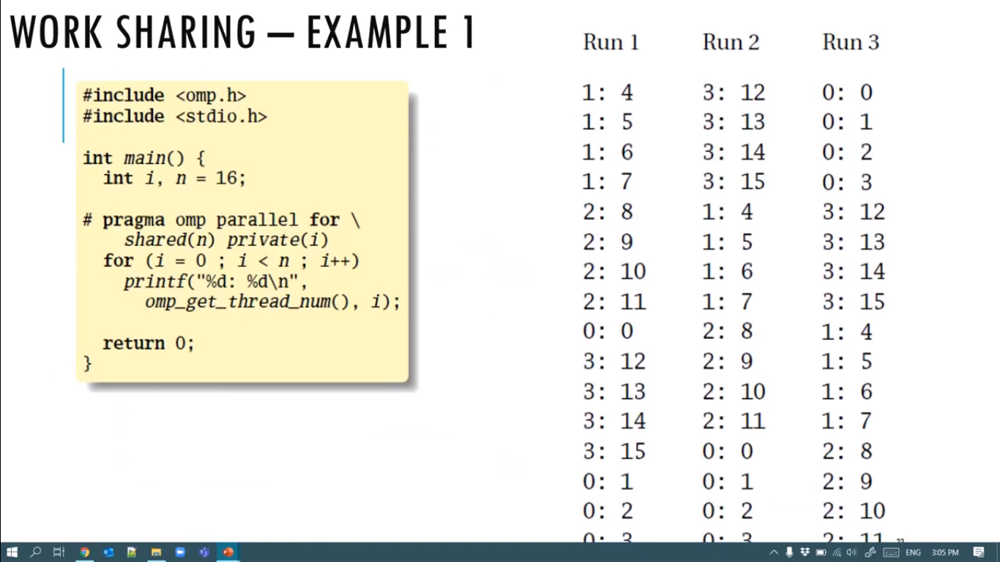 WORK SHARING – EXAMPLE 1
#include <omp.h>
#include <stdio.h>
int main() {
int i, n = 16;
# pragma omp parallel for \
shared(n) private(i)
for (i = 0 ; i < n ; i++)
printf("%d: %d\n",
omp_get_thread_num(), i);
return 0;
}
Run 1 Run 2 Run 3
1: 4 3: 12 0: 0
1: 5 3: 13 0: 1
1: 6 3: 14 0: 2
1: 7 3: 15 0: 3
2: 8 1: 4 3: 12
2: 9 1: 5 3: 13
2: 10 1: 6 3: 14
2: 11 1: 7 3: 15
0: 0 2: 8 1: 4
3: 12 2: 9 1: 5
3: 13 2: 10 1: 6
3: 14 2: 11 1: 7
3: 15 0: 0 2: 8
0: 1 0: 1 2: 9
0: 2 0: 2 2: 10
0: 3 0: 3 2: 11
ENG 3:05 PM